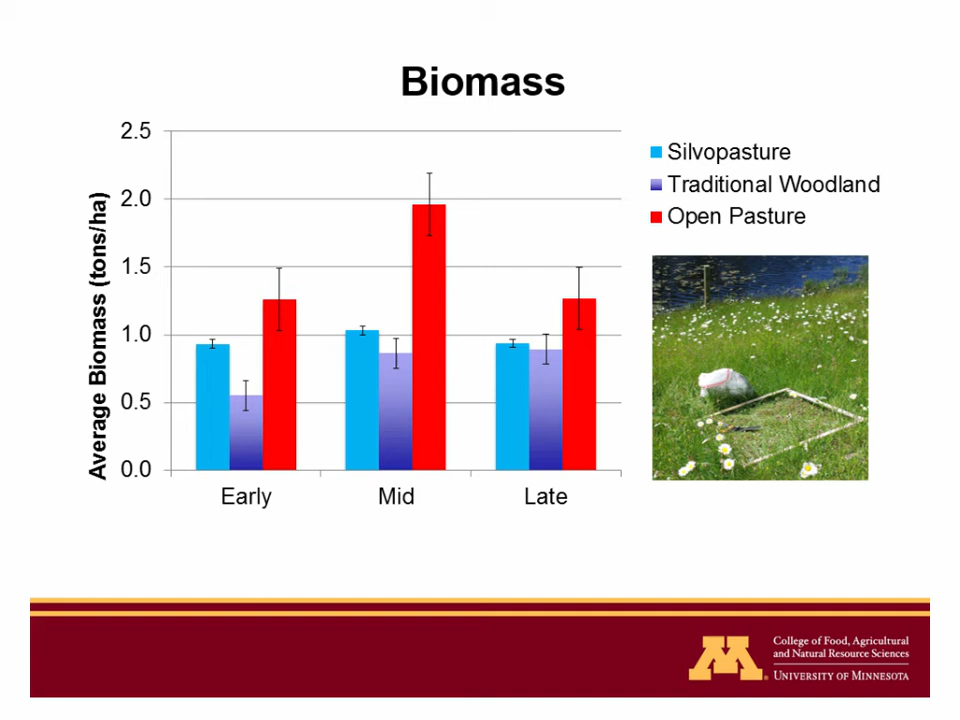 Biomass
Average Biomass (tons/ha)
2.5
2.0
1.5
1.0
0.5
0.0
Early
Mid
Late
Silvopasture
Traditional Woodland
Open Pasture
M
College of Food, Agricultural
and Natural Resource Sciences
University of Minnesota